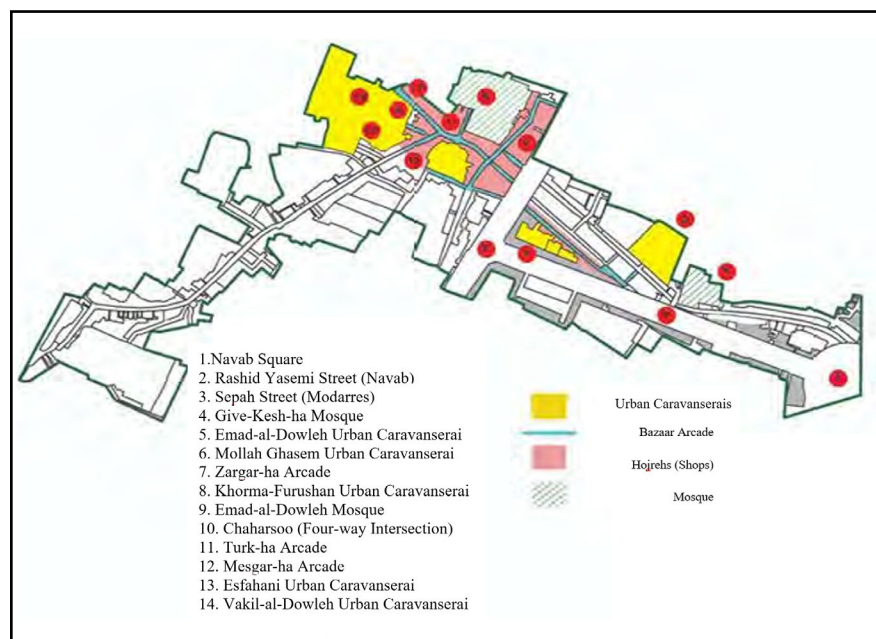 1.Navab Square
2. Rashid Yasemi Street (Navab)
3. Sepah Street (Modarres)
4. Give-Kesh-ha Mosque
5. Emad-al-Dowleh Urban Caravanserai
6. Mollah Ghasem Urban Caravanserai
7. Zargar-ha Arcade
8. Khorma-Furushan Urban Caravanserai
9. Emad-al-Dowleh Mosque
10. Chaharsoo (Four-way Intersection)
11. Turk-ha Arcade
12. Mesgar-ha Arcade
13. Esfahani Urban Caravanserai
14. Vakil-al-Dowleh Urban Caravanserai
Urban Caravanserais
Bazaar Arcade
Hojrehs (Shops)
Mosque